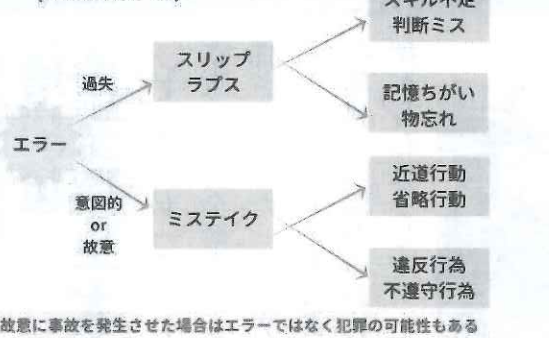 スキル不足
判断ミス
スリップ
ラプス
過失
記憶ちがい
物忘れ
エラー
近道行動
省略行動
意図的
or
故意
ミステイク
違反行為
不遵守行為
故意に事故を発生させた場合はエラーではなく犯罪の可能性もある